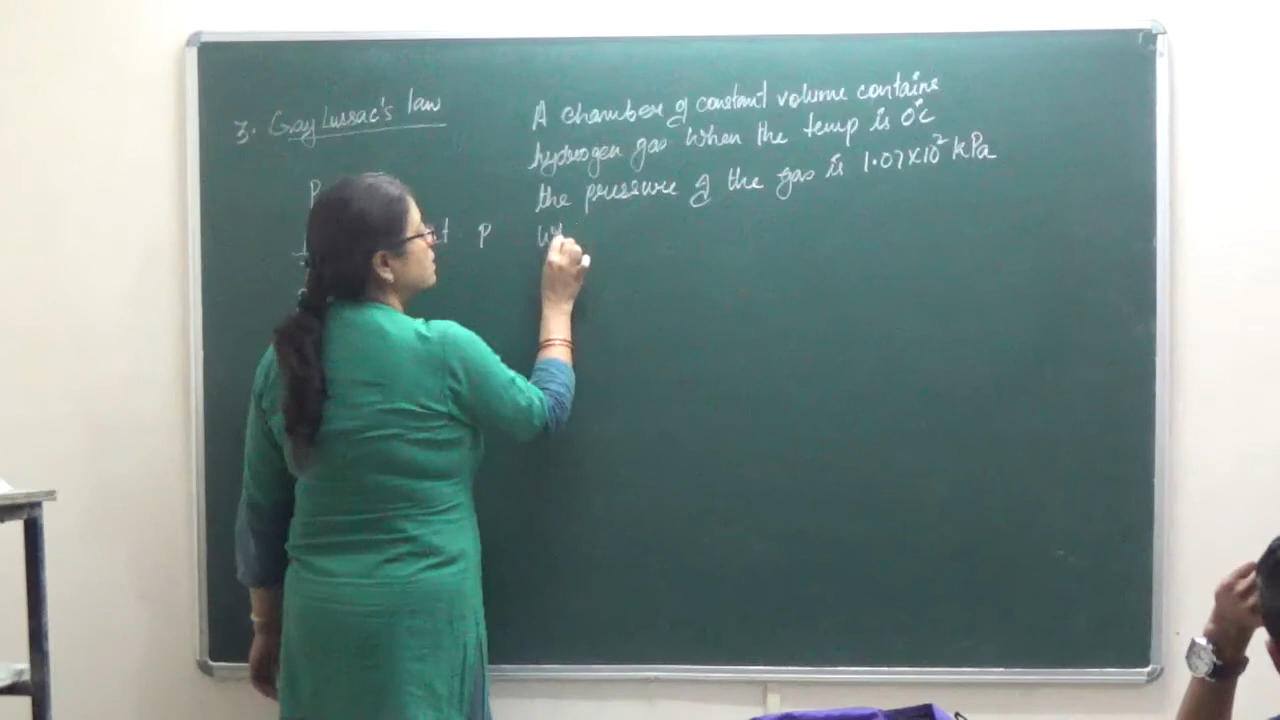 3. Gay Lussac's law
A chamber of constant volume contains
hydrogen gas when the temp is 0°C
the pressure of the gas is 1.07×10² kPa
P
P